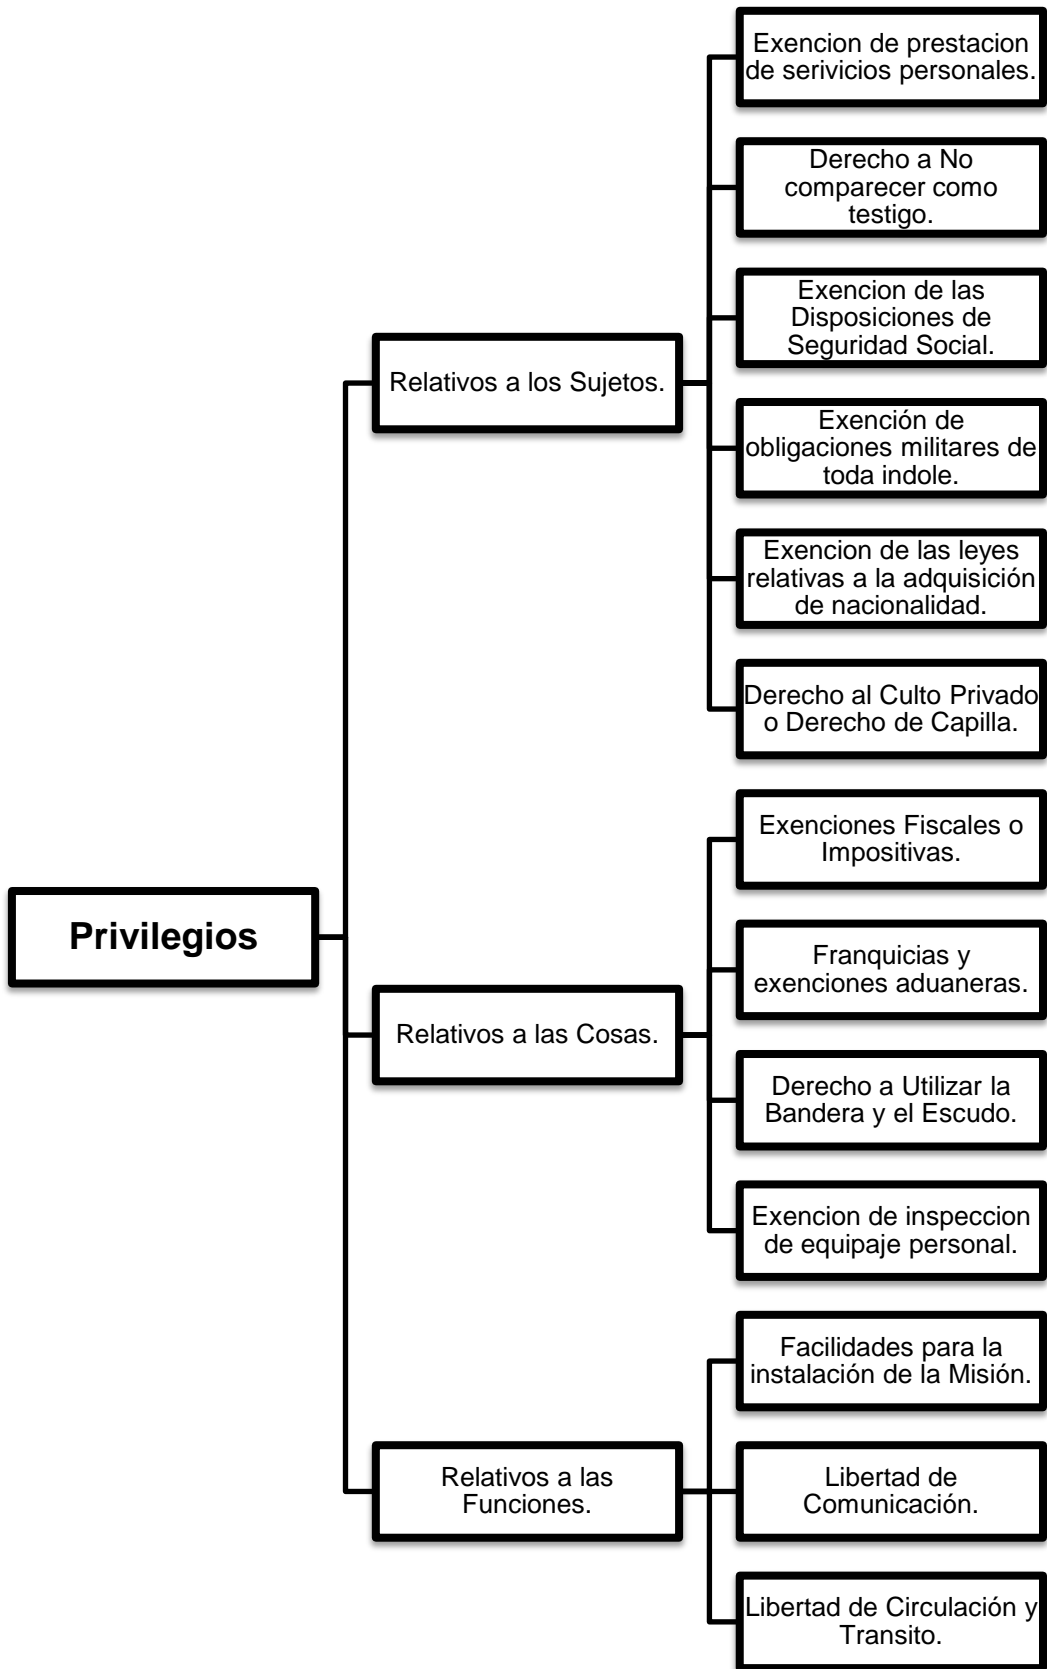 Privilegios
Relativos a los Sujetos.
Exencion de prestacion
de serivicios personales.
Derecho a No
comparecer como
testigo.
Exencion de las
Disposiciones de
Seguridad Social.
Exención de
obligaciones militares de
toda indole.
Exencion de las leyes
relativas a la adquisición
de nacionalidad.
Derecho al Culto Privado
o Derecho de Capilla.
Relativos a las Cosas.
Exenciones Fiscales o
Impositivas.
Franquicias y
exenciones aduaneras.
Derecho a Utilizar la
Bandera y el Escudo.
Exencion de inspeccion
de equipaje personal.
Relativos a las
Funciones.
Facilidades para la
instalación de la Misión.
Libertad de
Comunicación.
Libertad de Circulación y
Transito.